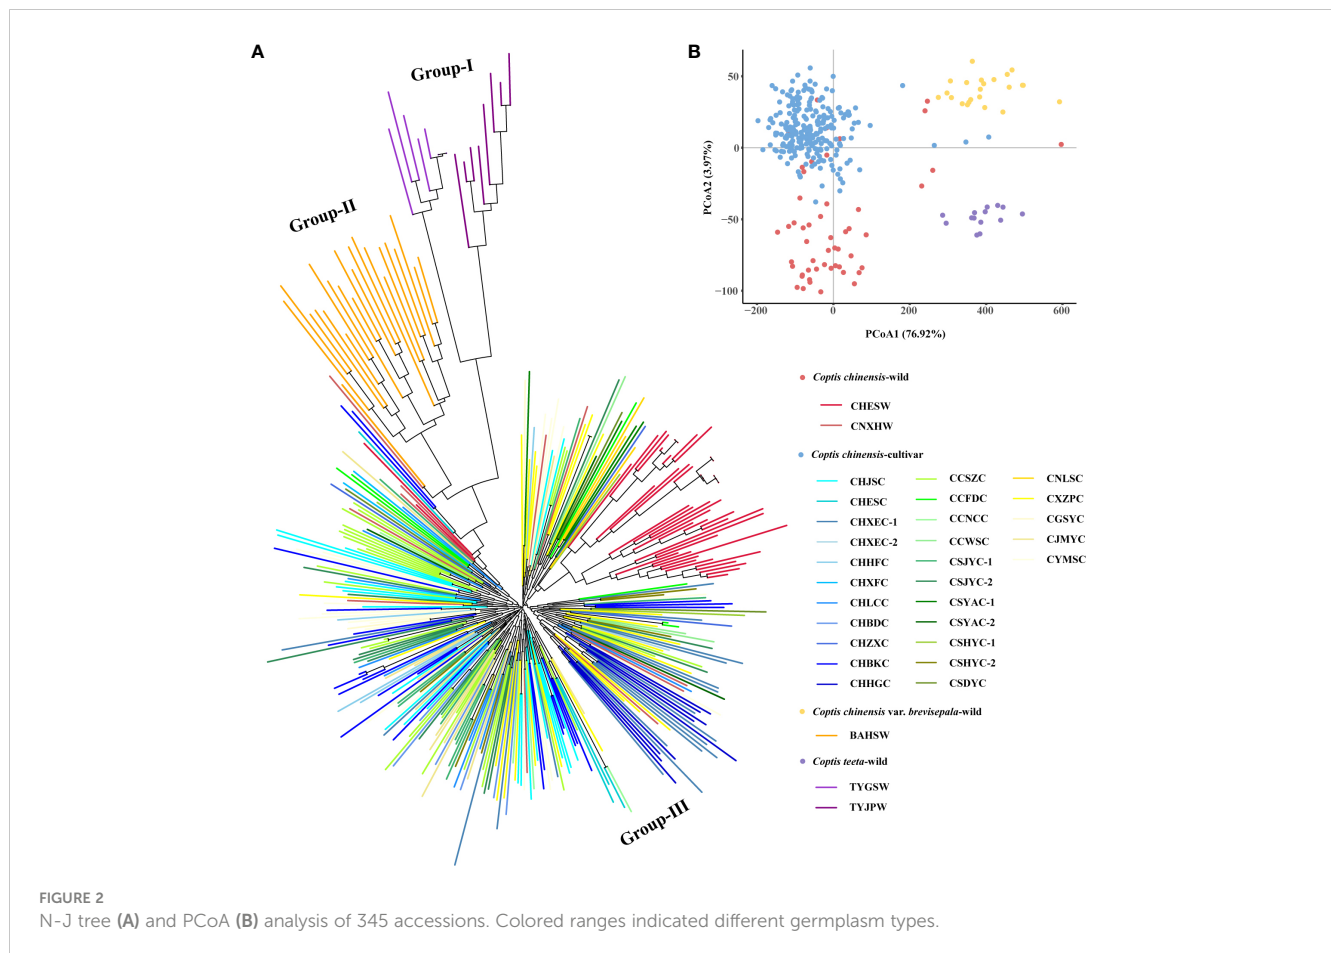 A
B
Group-I
Group-II
Group-III
50
0
−50
−100
PCoA2 (3.97%)
−200
0
200
400
600
PCoA1 (76.92%)
Coptis chinensis-wild
CHESW
CNXHW
Coptis chinensis-cultivar
CHJSC
CHESC
CHXEC-1
CHXEC-2
CHHFC
CHXFC
CHLCC
CHBDC
CHZXC
CHBKC
CHHGC
CCSZC
CCFDC
CCNCC
CCWSC
CSJYC-1
CSJYC-2
CSYAC-1
CSYAC-2
CSHYC-1
CSHYC-2
CSDYC
CNLSC
CXZPC
CGSYC
CJMYC
CYMSC
Coptis chinensis var. brevisepala-wild
BAHSW
Coptis teeta-wild
TYGSW
TYJPW
FIGURE 2
N-J tree (A) and PCoA (B) analysis of 345 accessions. Colored ranges indicated different germplasm types.